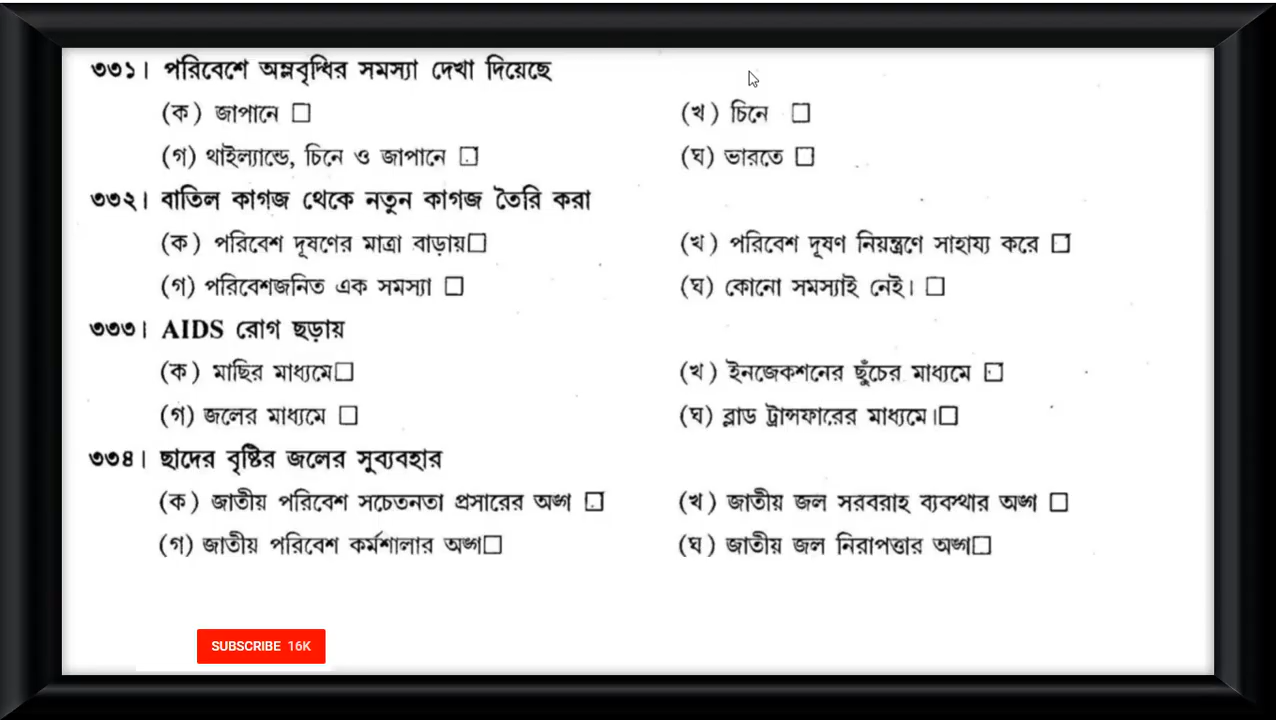 ৩৩১। পরিবেশে অম্লবৃদ্ধির সমস্যা দেখা দিয়েছে
(ক) জাপানে □ (খ) চিনে □
(গ) থাইল্যান্ডে, চিনে ও জাপানে □ (ঘ) ভারতে □
৩৩২। বাতিল কাগজ থেকে নতুন কাগজ তৈরি করা
(ক) পরিবেশ দূষণের মাত্রা বাড়ায়□ (খ) পরিবেশ দূষণ নিয়ন্ত্রণে সাহায্য করে □
(গ) পরিবেশজনিত এক সমস্যা □ (ঘ) কোনো সমস্যাই নেই। □
৩৩৩। AIDS রোগ ছড়ায়
(ক) মাছির মাধ্যমে□ (খ) ইনজেকশনের ছুঁচের মাধ্যমে □
(গ) জলের মাধ্যমে □ (ঘ) ব্লাড ট্রান্সফারের মাধ্যমে।□
৩৩৪। ছাদের বৃষ্টির জলের সুব্যবহার
(ক) জাতীয় পরিবেশ সচেতনতা প্রসারের অঙ্গ □ (খ) জাতীয় জল সরবরাহ ব্যবস্থার অঙ্গ □
(গ) জাতীয় পরিবেশ কর্মশালার অঙ্গ□ (ঘ) জাতীয় জল নিরাপত্তার অঙ্গ□
SUBSCRIBE 16K